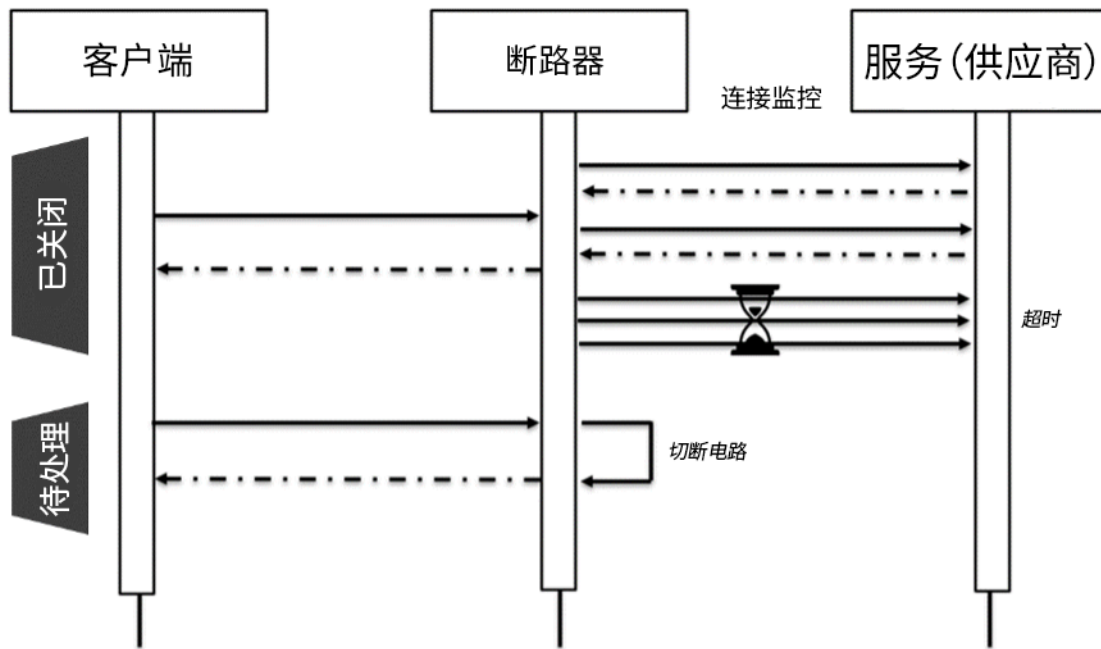 客户端
断路器
服务(供应商)
连接监控
已关闭
超时
待处理
切断电路